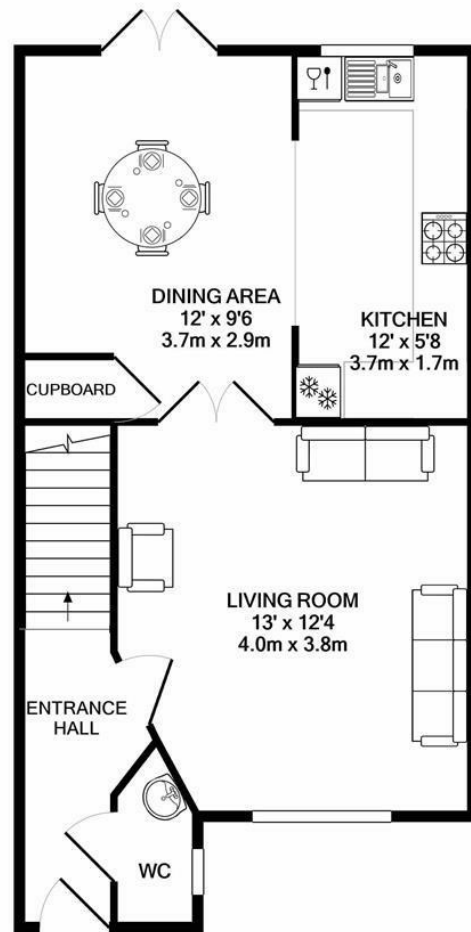 DINING AREA
12' x 9'6
3.7m x 2.9m
KITCHEN
12' x 5'8
3.7m x 1.7m
CUPBOARD
LIVING ROOM
13' x 12'4
4.0m x 3.8m
ENTRANCE
HALL
WC